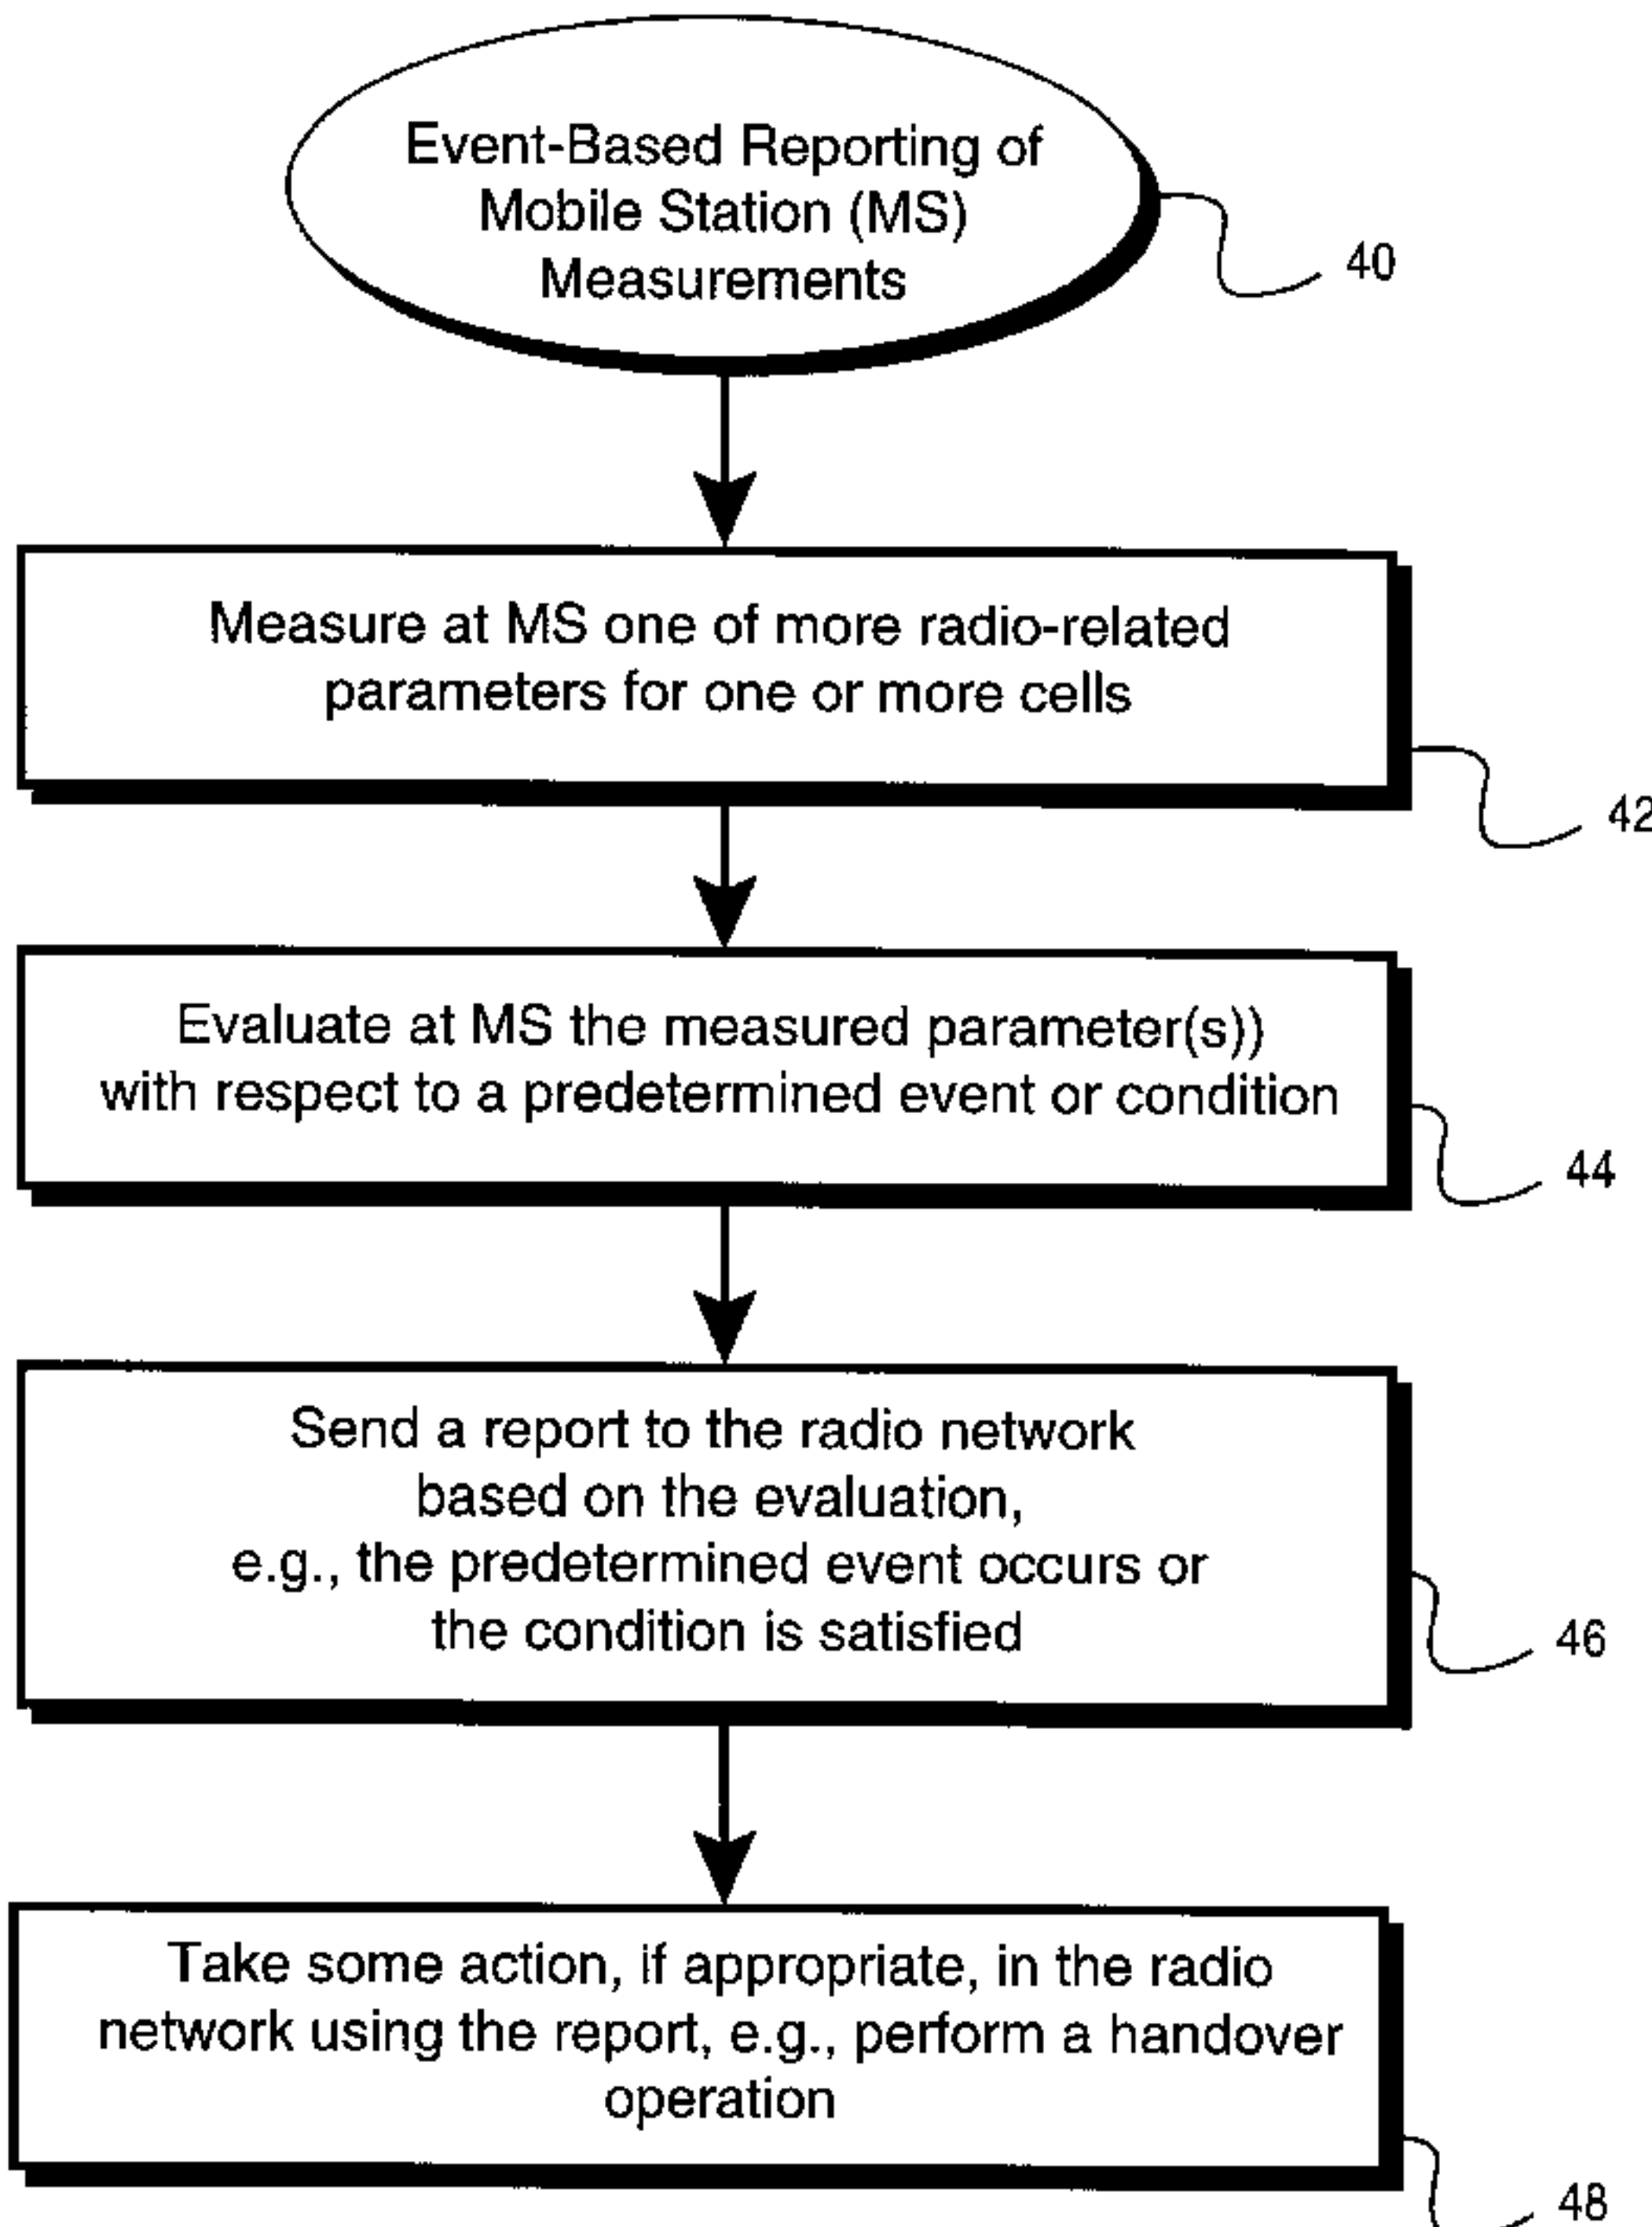 Event-Based Reporting of
Mobile Station (MS)
Measurements
40
Measure at MS one of more radio-related
parameters for one or more cells
42
Evaluate at MS the measured parameter(s))
with respect to a predetermined event or condition
44
Send a report to the radio network
based on the evaluation,
e.g., the predetermined event occurs or
the condition is satisfied
46
Take some action, if appropriate, in the radio
network using the report, e.g., perform a handover
operation
48